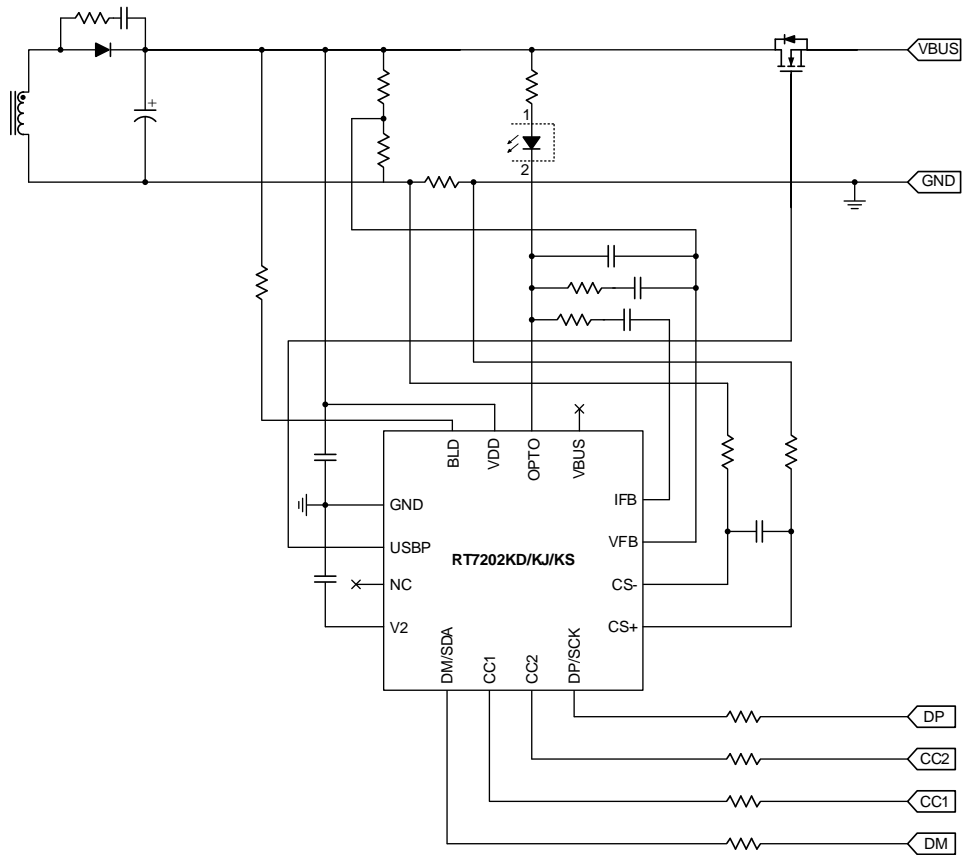 +
VBUS
1
2
GND
BLD
VDD
OPTO
VBUS
GND
IFB
USBP
VFB
RT7202KD/KJ/KS
NC
CS-
V2
CS+
DM/SDA
CC1
CC2
DP/SCK
DP
CC2
CC1
DM